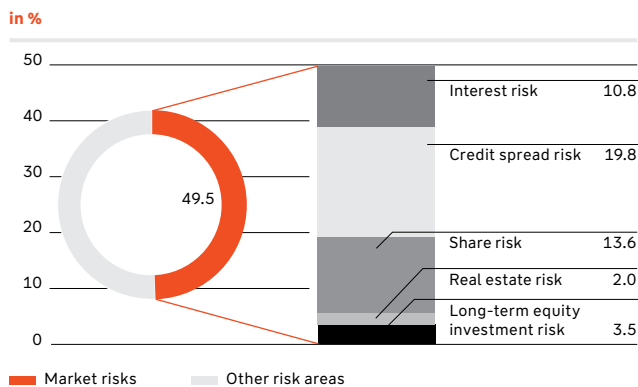 in %
50
40
30
20
10
0
49.5
Interest risk 10.8
Credit spread risk 19.8
Share risk 13.6
Real estate risk 2.0
Long-term equity
investment risk 3.5
Market risks Other risk areas